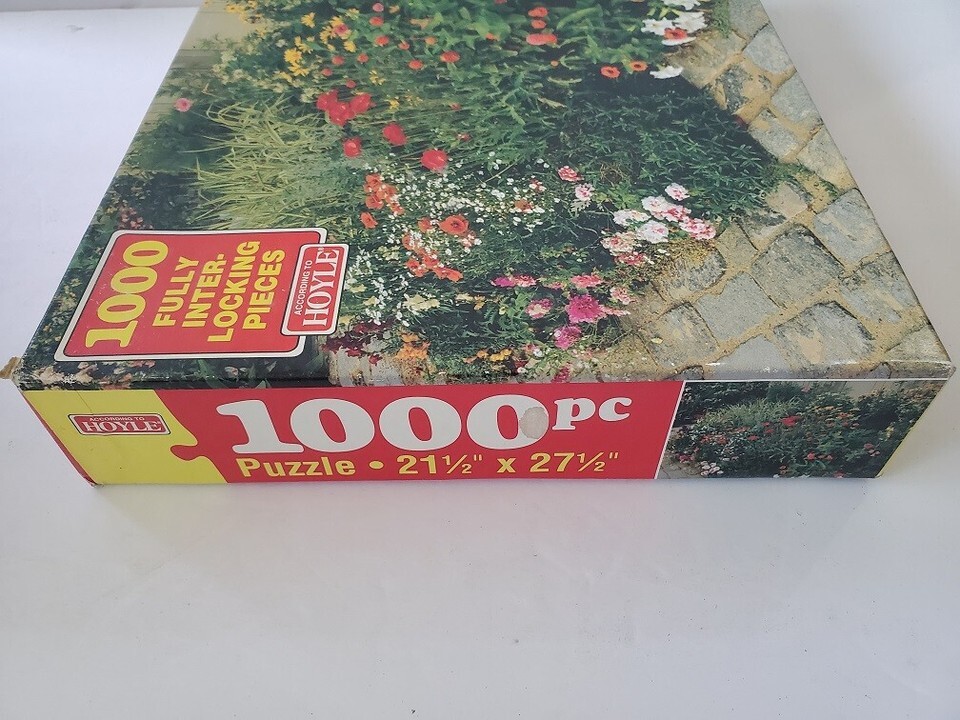 1000
FULLY
INTER-
LOCKING
PIECES
ACCORDING TO
HOYLE
ACCORDING TO
HOYLE
1000pc
Puzzle • 21½" x 27½"